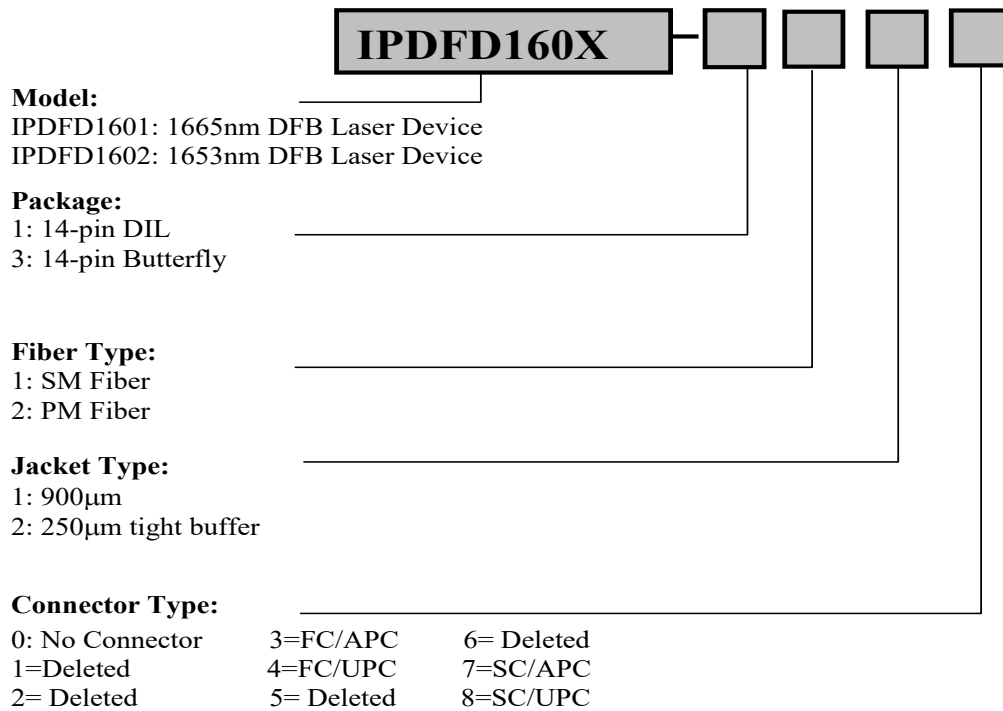 IPDFD160X
Model:
IPDFD1601: 1665nm DFB Laser Device
IPDFD1602: 1653nm DFB Laser Device
Package:
1: 14-pin DIL
3: 14-pin Butterfly
Fiber Type:
1: SM Fiber
2: PM Fiber
Jacket Type:
1: 900μm
2: 250μm tight buffer
Connector Type:
0: No Connector 3=FC/APC 6= Deleted
1=Deleted 4=FC/UPC 7=SC/APC
2= Deleted 5= Deleted 8=SC/UPC